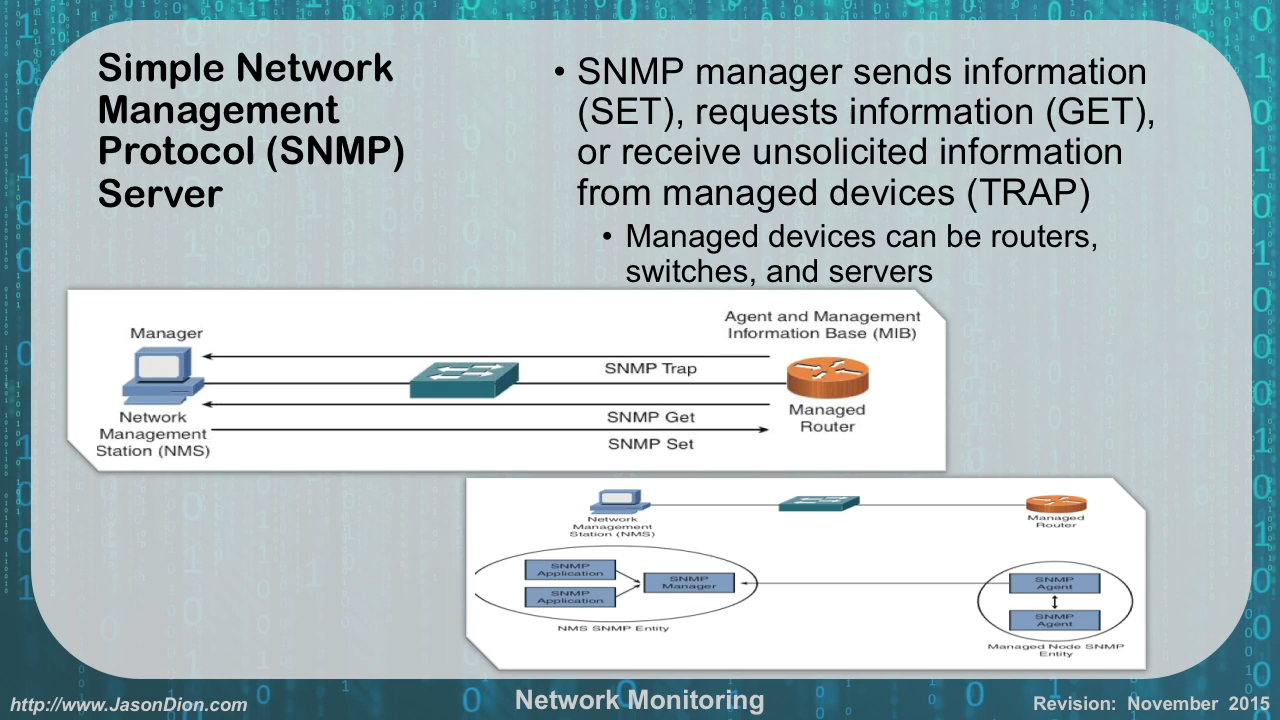 Simple Network
Management
Protocol (SNMP)
Server
• SNMP manager sends information
(SET), requests information (GET),
or receive unsolicited information
from managed devices (TRAP)
• Managed devices can be routers,
switches, and servers
Manager
Agent and Management
Information Base (MIB)
SNMP Trap
Network
Management
Station (NMS)
SNMP Get
SNMP Set
Managed
Router
Network
Management
Station (NMS)
Managed
Router
SNMP
Application
SNMP
Application
SNMP
Manager
NMS SNMP Entity
SNMP
Agent
SNMP
Agent
Managed Node SNMP
Entity
http://www.JasonDion.com
Network Monitoring
Revision: November 2015